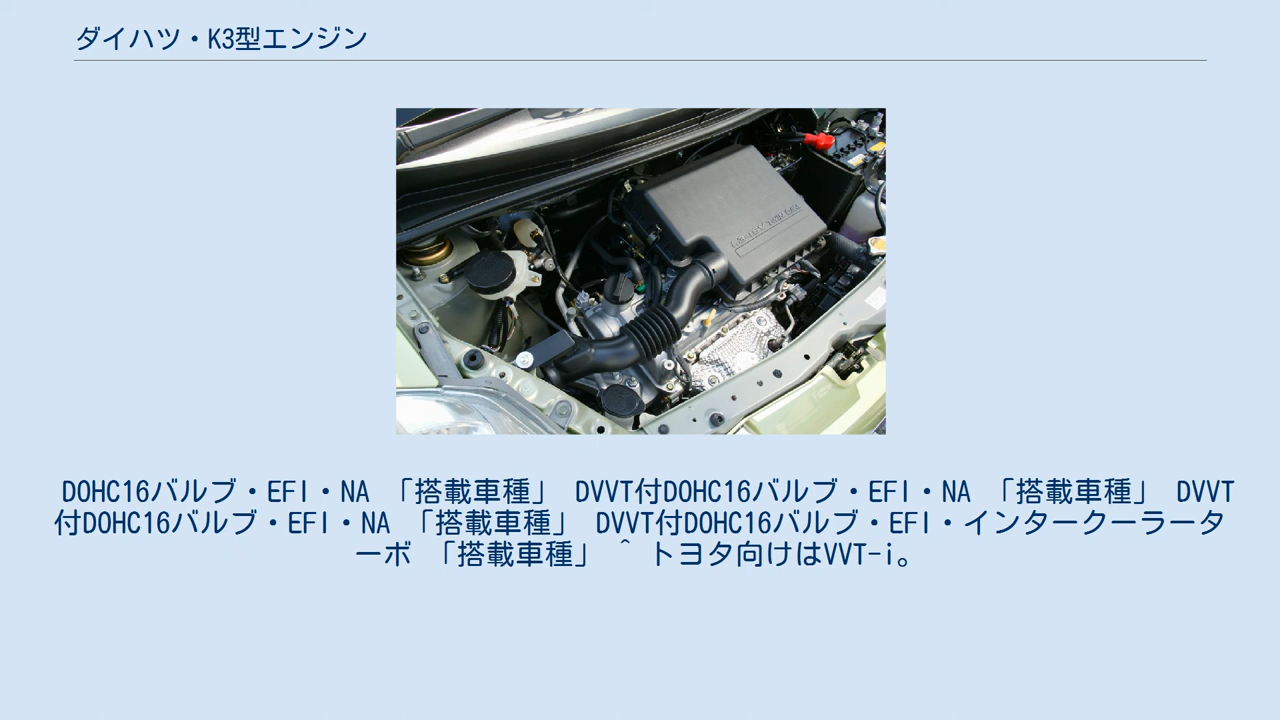 ダイハツ・K3型エンジン
DOHC16バルブ・EFI・NA 「搭載車種」 DVVT付DOHC16バルブ・EFI・NA 「搭載車種」 DVVT
付DOHC16バルブ・EFI・NA 「搭載車種」 DVVT付DOHC16バルブ・EFI・インタークーラータ
ーボ 「搭載車種」 ^ トヨタ向けはVVT-i。